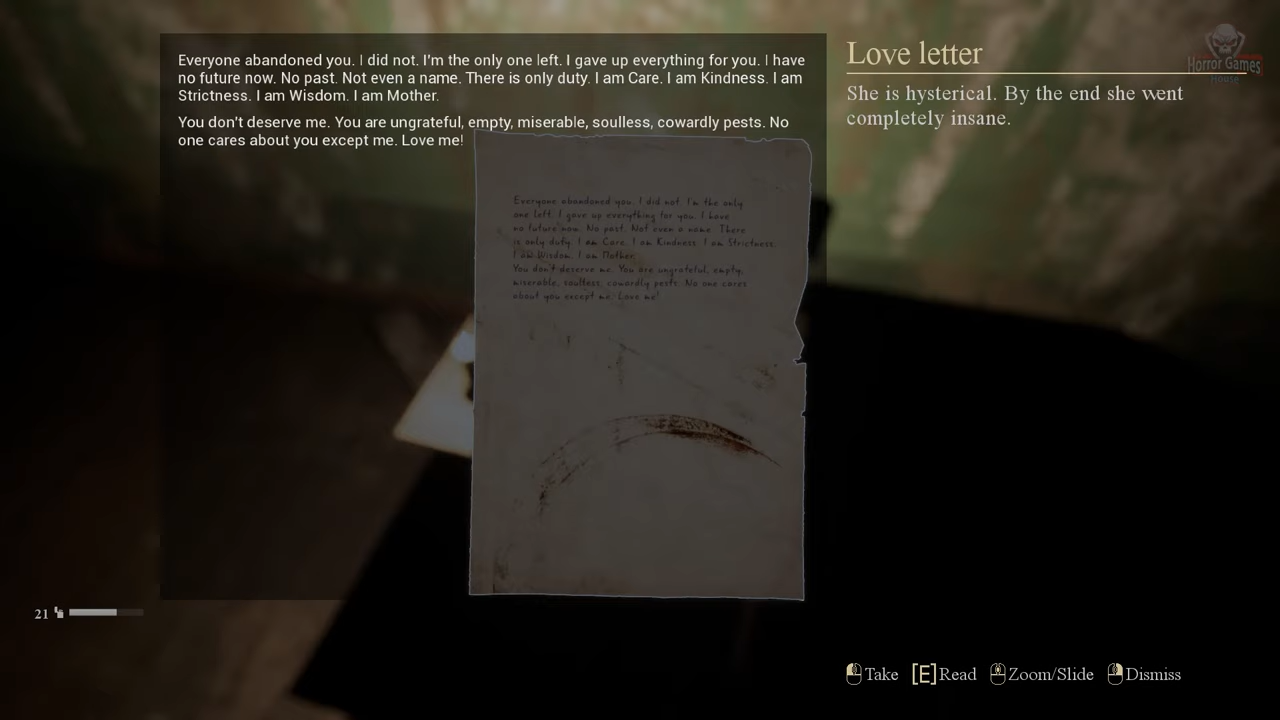 Everyone abandoned you. I did not. I'm the only one left. I gave up everything for you. I have
no future now. No past. Not even a name. There is only duty. I am Care. I am Kindness. I am
Strictness. I am Wisdom. I am Mother.
You don't deserve me. You are ungrateful, empty, miserable, soulless, cowardly pests. No
one cares about you except me. Love me!
Love letter
She is hysterical. By the end she went
completely insane.
Horror Games
House
Everyone abandoned you. I did not. I'm the only
one left. I gave up everything for you. I have
no future now. No past. Not even a name. There
is only duty. I am Care. I am Kindness. I am Strictness.
I am Wisdom. I am Mother.
You don't deserve me. You are ungrateful, empty,
miserable, soulless, cowardly pests. No one cares
about you except me. Love me!
21
Take [E]Read Zoom/Slide Dismiss